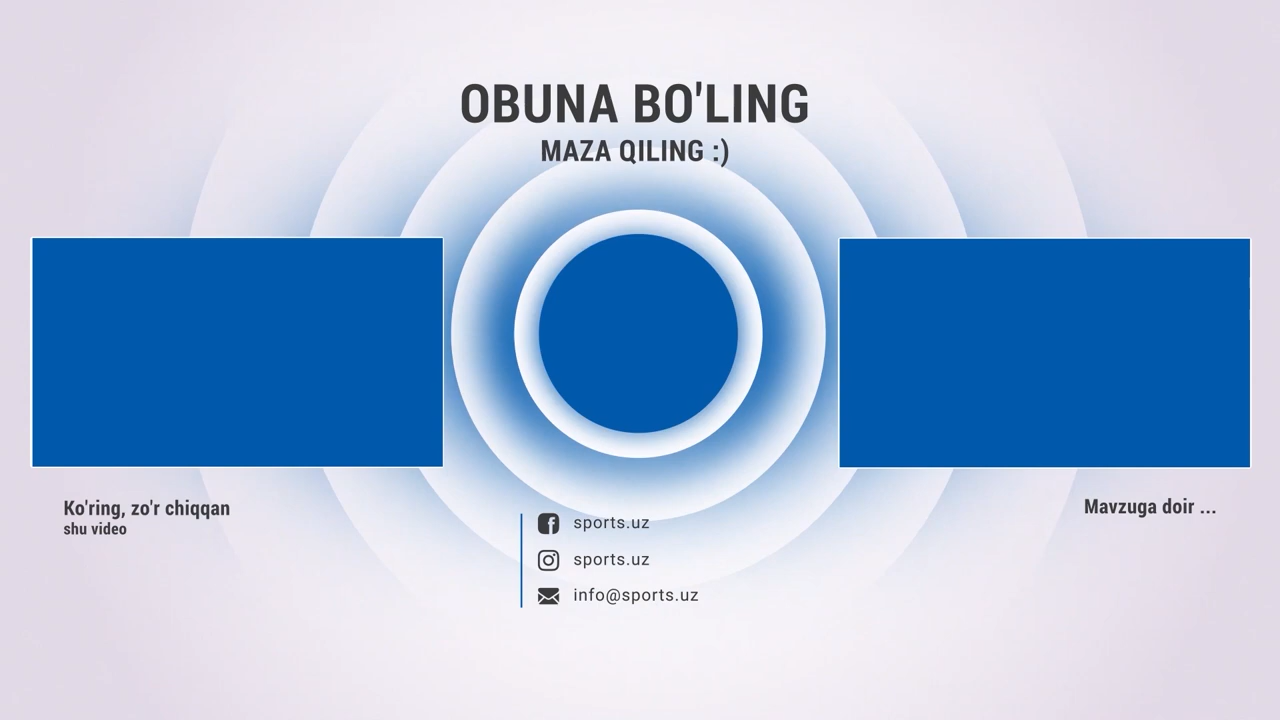 OBUNA BO'LING
MAZA QILING :)
Ko'ring, zo'r chiqqan
shu video
Mavzuga doir ...
sports.uz
sports.uz
info@sports.uz